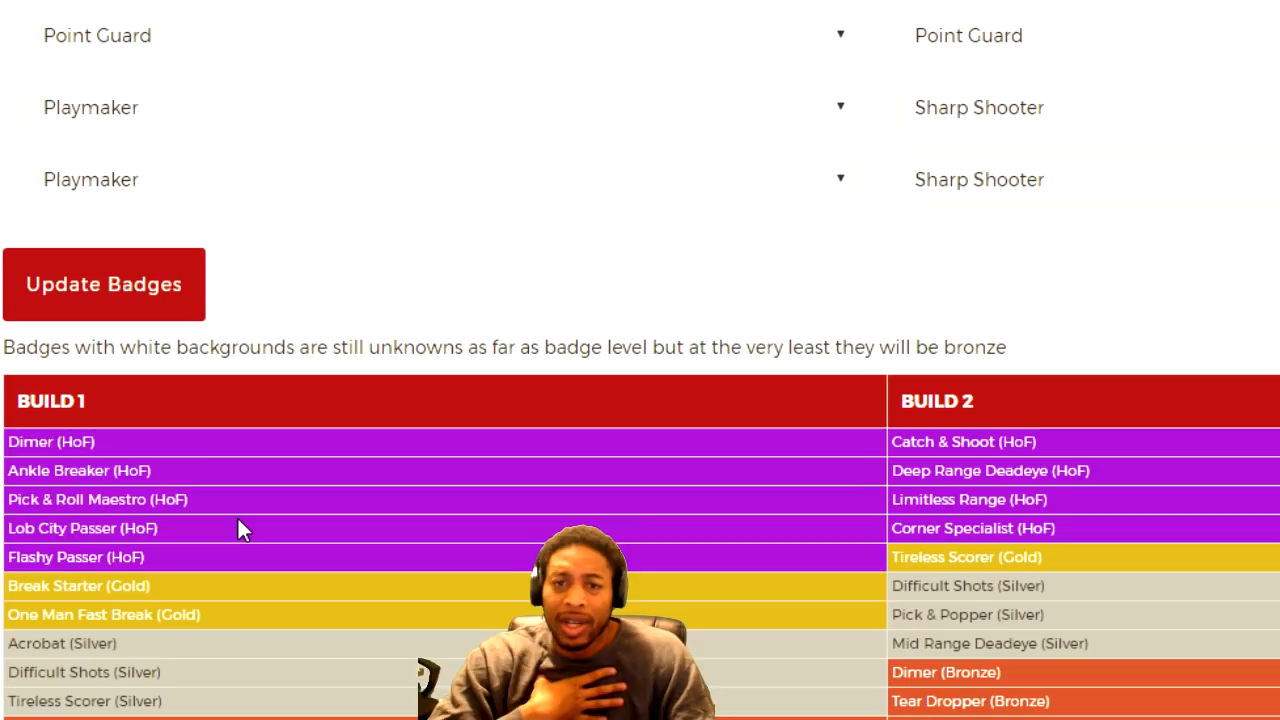 Point Guard ▼ Point Guard
Playmaker ▼ Sharp Shooter
Playmaker ▼ Sharp Shooter
Update Badges
Badges with white backgrounds are still unknowns as far as badge level but at the very least they will be bronze
BUILD 1 BUILD 2
Dimer (HoF) Catch & Shoot (HoF)
Ankle Breaker (HoF) Deep Range Deadeye (HoF)
Pick & Roll Maestro (HoF) Limitless Range (HoF)
Lob City Passer (HoF) Corner Specialist (HoF)
Flashy Passer (HoF) Tireless Scorer (Gold)
Break Starter (Gold) Difficult Shots (Silver)
One Man Fast Break (Gold) Pick & Popper (Silver)
Acrobat (Silver) Mid Range Deadeye (Silver)
Difficult Shots (Silver) Dimer (Bronze)
Tireless Scorer (Silver) Tear Dropper (Bronze)